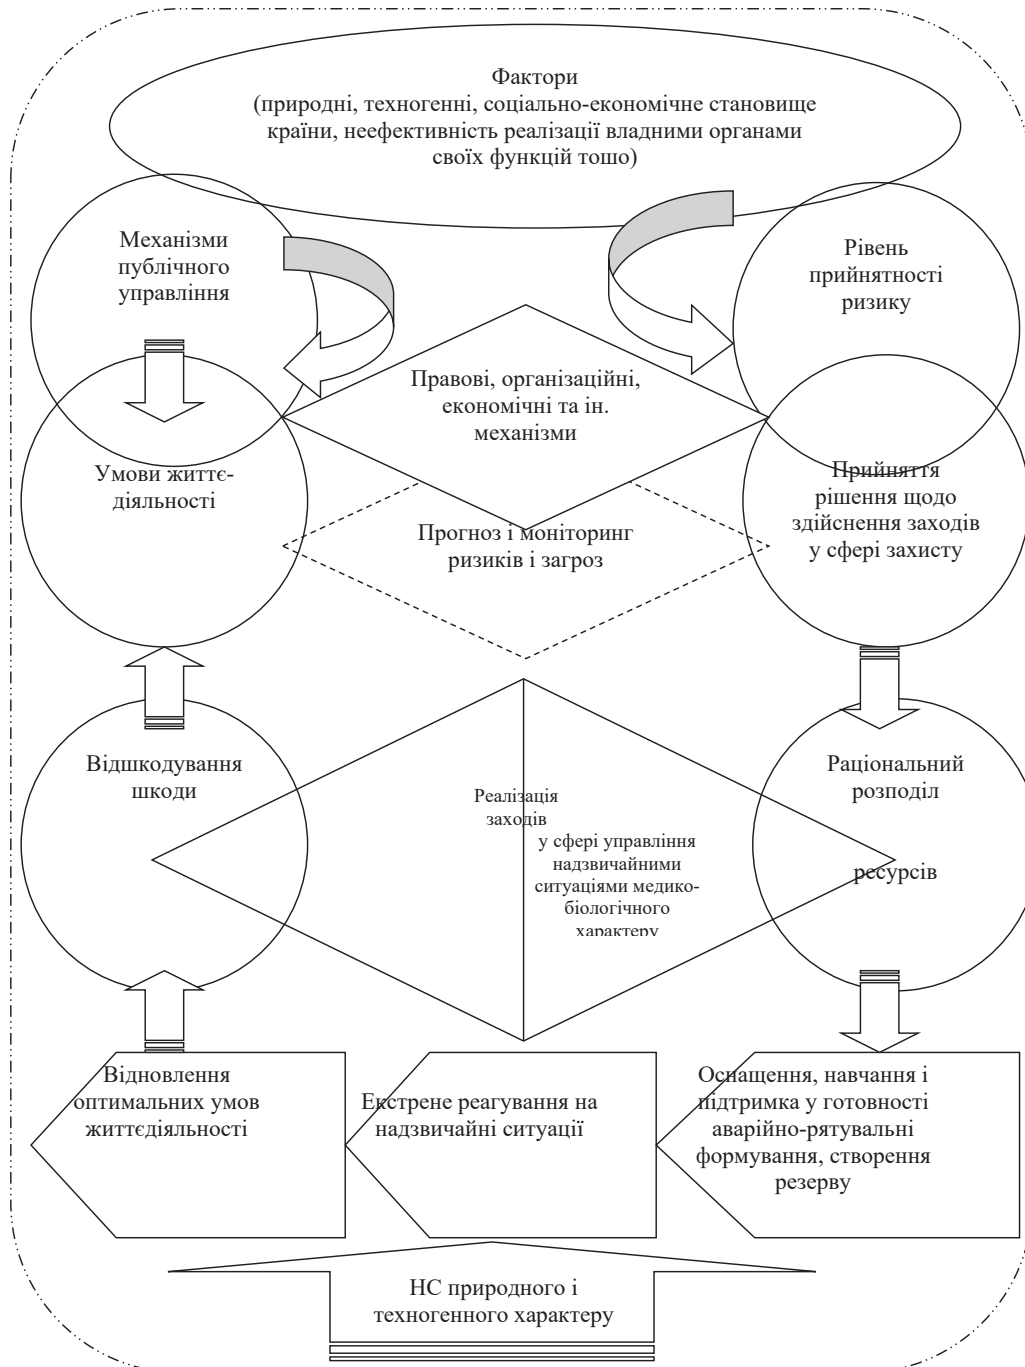 Фактори
(природні, техногенні, соціально-економічне становище
країни, неефективність реалізації владними органами
своїх функцій тошо)
Механізми
публічного
управління
Рівень
прийнятності
ризику
Правові, організаційні,
економічні та ін.
механізми
Умови життє-
діяльності
Прийняття
рішення щодо
здійснення заходів
у сфері захисту
Прогноз і моніторинг
ризиків і загроз
Відшкодування
шкоди
Реалізація
заходів
у сфері управління
надзвичайними
ситуаціями медико-
біологічного
характеру
Раціональний
розподіл
ресурсів
Відновлення
оптимальних умов
життєдіяльності
Екстрене реагування на
надзвичайні ситуації
Оснащення, навчання і
підтримка у готовності
аварійно-рятувальні
формування, створення
резерву
НС природного і
техногенного характеру